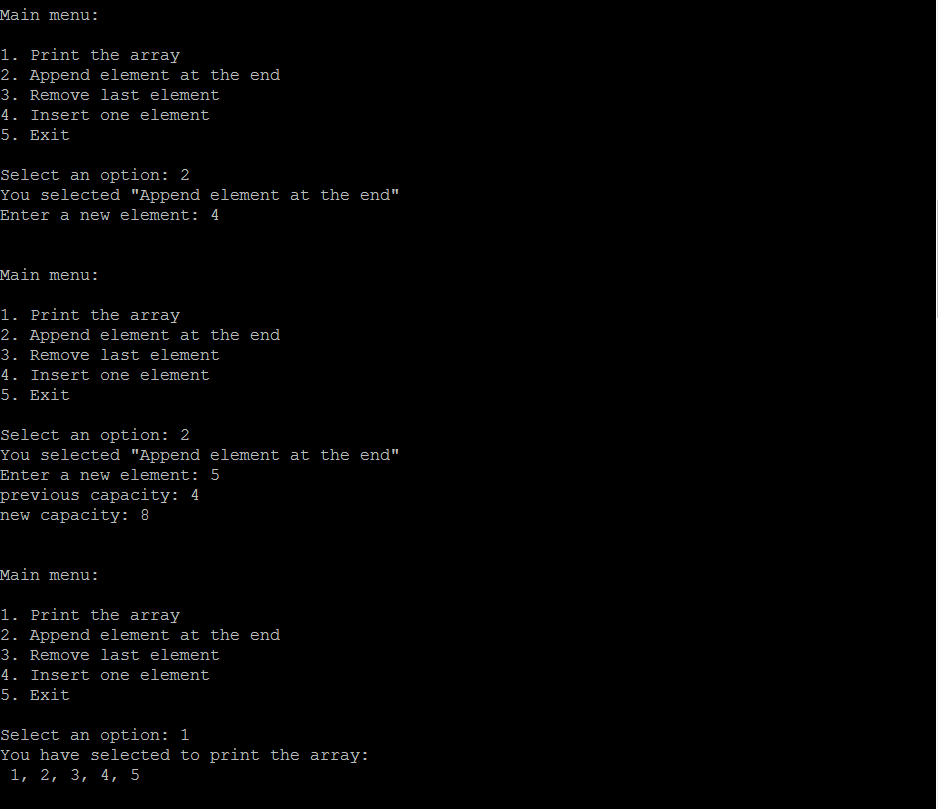 Main menu:
1. Print the array
2. Append element at the end
3. Remove last element
4. Insert one element
5. Exit
Select an option: 2
You selected "Append element at the end"
Enter a new element: 4
Main menu:
1. Print the array
2. Append element at the end
3. Remove last element
4. Insert one element
5. Exit
Select an option: 2
You selected "Append element at the end"
Enter a new element: 5
previous capacity: 4
new capacity: 8
Main menu:
1. Print the array
2. Append element at the end
3. Remove last element
4. Insert one element
5. Exit
Select an option: 1
You have selected to print the array:
1, 2, 3, 4, 5